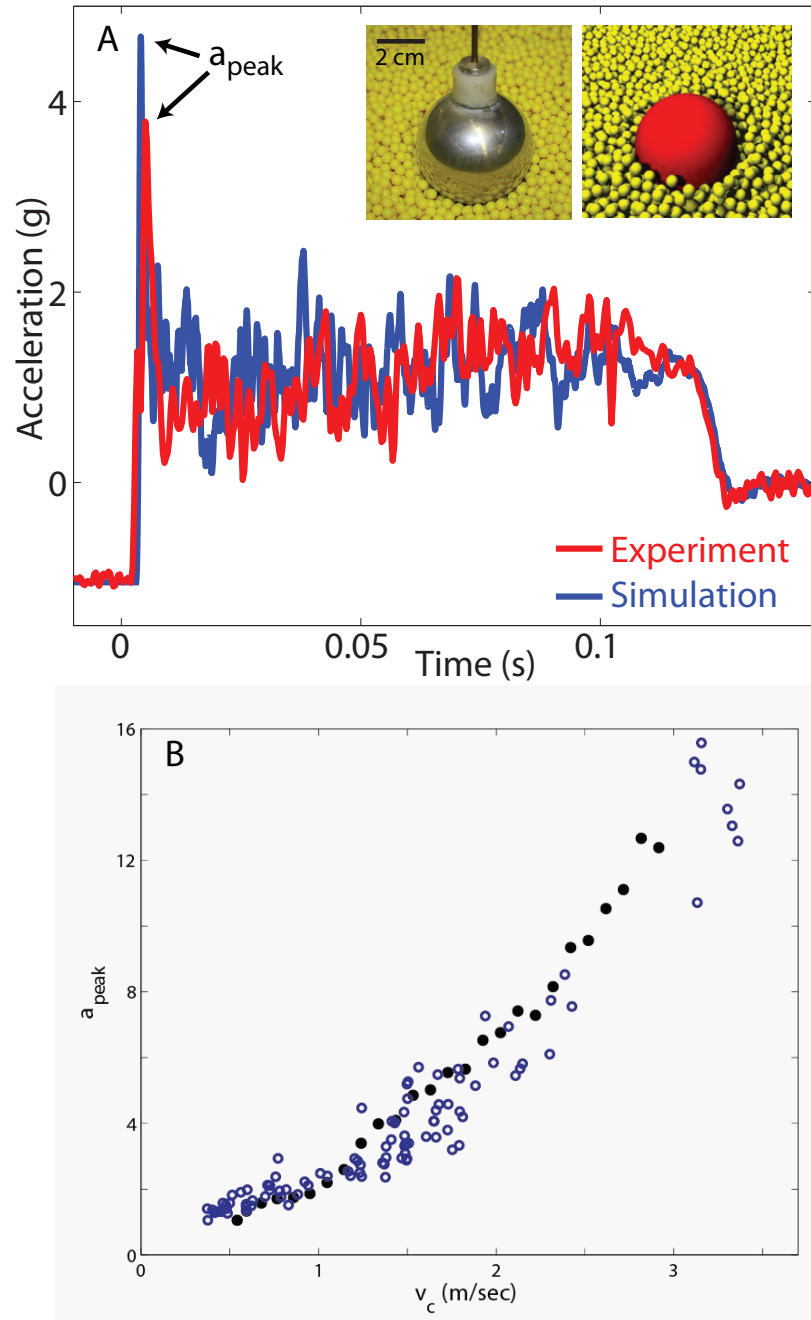 A
a_peak
2 cm
Acceleration (g)
4
2
0
Experiment
Simulation
0
0.05
0.1
Time (s)
B
16
12
8
4
0
a_peak
0
1
2
3
v_c (m/sec)